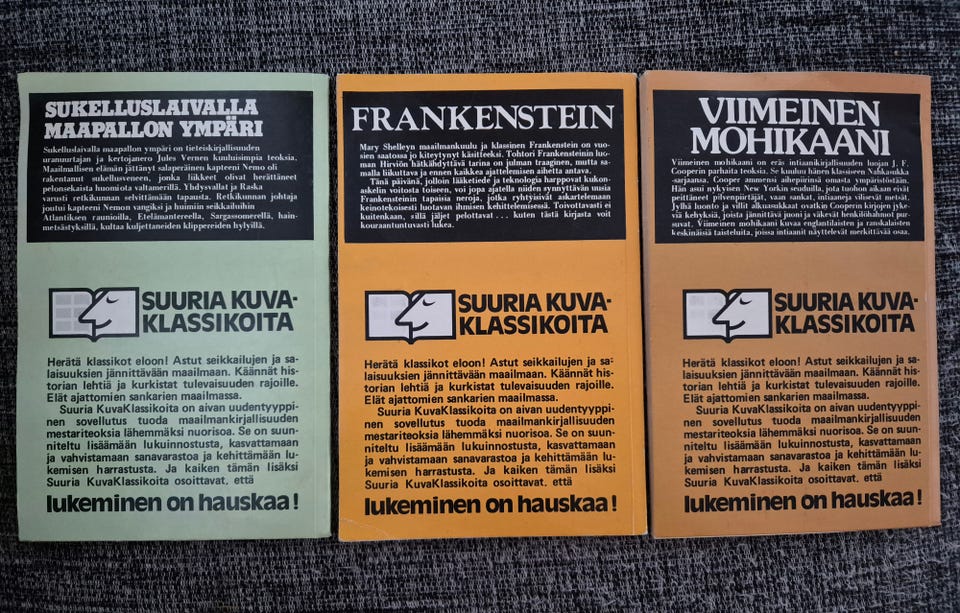 SUKELLUSLAIVALLA
MAAPALLON YMPÄRI
Sukelluslaivalla maapallon ympäri on tieteiskirjallisuuden
uranuurtajan ja kertojanero Jules Vernen kuuluisimpia teoksia.
Maailmallisen elämän jättänyt salaperäinen kapteeni Nemo oli
rakentanut sukellusveneen, jonka liikkeet olivat herättäneet
pelonsekaista huomiota valtamerillä. Yhdysvallat ja Raska
varusti retkikunnan selvittämään tapausta. Retkikunnan johtaja
joutui kapteeni Nemon vangiksi ja huimiin seikkailuihin
Atlantiksen raunioilla, Etelämantereella, Sargassomerellä, hain-
metsästyksillä, kultaa kuljettaneiden klippereiden hylyillä.
SUURIA KUVA-
KLASSIKOITA
Herätä klassikot eloon! Astut seikkailujen ja sa-
laisuuksien jännittävään maailmaan. Käännät his-
torian lehtiä ja kurkistat tulevaisuuden rajoille.
Elät ajattomien sankarien maailmassa.
Suuria KuvaKlassikoita on aivan uudentyyppi-
nen sovellutus tuoda maailmankirjallisuuden
mestariteoksia lähemmäksi nuorisoa. Se on suun-
niteltu lisäämään lukuinnostusta, kasvattamaan
ja vahvistamaan sanavarastoa ja kehittämään lu-
kemisen harrastusta. Ja kaiken tämän lisäksi
Suuria KuvaKlassikoita osoittavat, että
lukeminen on hauskaa!
FRANKENSTEIN
Mary Shelleyn maailmankuulu ja klassinen Frankenstein on vuo-
sien saatossa jo kiteytynyt käsitteeksi. Tohtori Frankensteinin luo-
man Hirviön hätkähdyttävä tarina on julman traaginen, mutta sa-
malla liikuttava ja ennen kaikkea ajattelemisen aihetta antava.
Tänä päivänä, jolloin lääketiede ja teknologia harppovat kukon-
askelin voitosta toiseen, voi jopa ajatella niiden synnyttävän uusia
Frankensteinin tapaisia neroja, jotka ryhtyisivät askartelemaan
keinotekoisesti luotavan ihmisen kehittelemisessä. Toivottavasti ei
kuitenkaan, sillä jäljet pelottavat . . . kuten tästä kirjasta voit
kouraantuntuvasti lukea.
SUURIA KUVA-
KLASSIKOITA
Herätä klassikot eloon! Astut seikkailujen ja sa-
laisuuksien jännittävään maailmaan. Käännät his-
torian lehtiä ja kurkistat tulevaisuuden rajoille.
Elät ajattomien sankarien maailmassa.
Suuria KuvaKlassikoita on aivan uudentyyppi-
nen sovellutus tuoda maailmankirjallisuuden
mestariteoksia lähemmäksi nuorisoa. Se on suun-
niteltu lisäämään lukuinnostusta, kasvattamaan
ja vahvistamaan sanavarastoa ja kehittämään lu-
kemisen harrastusta. Ja kaiken tämän lisäksi
Suuria KuvaKlassikoita osoittavat, että
lukeminen on hauskaa!
VIIMEINEN
MOHIKAANI
Viimeinen mohikaani on eräs intiaanikirjallisuuden luojan J. F.
Cooperin parhaita teoksia. Se kuuluu hänen klassiseen Nahkasukka
-sarjaansa. Cooper ammensi aihepiirinsä omasta ympäristöstään.
Hän asui nykyisen New Yorkin seuduilla, jota tuohon aikaan eivät
peittäneet pilvenpiirtäjät, vaan sankat, intiaaneja vilisevät metsät.
Jylhä luonto ja villit alkuasukkaat ovatkin Cooperin kirjojen jyke-
viä kehyksiä, joista jännittävä juoni ja väkevät henkilöhahmot pur-
suvat. Viimeinen mohikaani kuvaa englantilaisten ja ranskalaisten
keskinäisiä taisteluita, joissa intiaanit näyttelevät merkittävää osaa.
SUURIA KUVA-
KLASSIKOITA
Herätä klassikot eloon! Astut seikkailujen ja sa-
laisuuksien jännittävään maailmaan. Käännät his-
torian lehtiä ja kurkistat tulevaisuuden rajoille.
Elät ajattomien sankarien maailmassa.
Suuria KuvaKlassikoita on aivan uudentyyppi-
nen sovellutus tuoda maailmankirjallisuuden
mestariteoksia lähemmäksi nuorisoa. Se on suun-
niteltu lisäämään lukuinnostusta, kasvattamaan
ja vahvistamaan sanavarastoa ja kehittämään lu-
kemisen harrastusta. Ja kaiken tämän lisäksi
Suuria KuvaKlassikoita osoittavat, että
lukeminen on hauskaa!